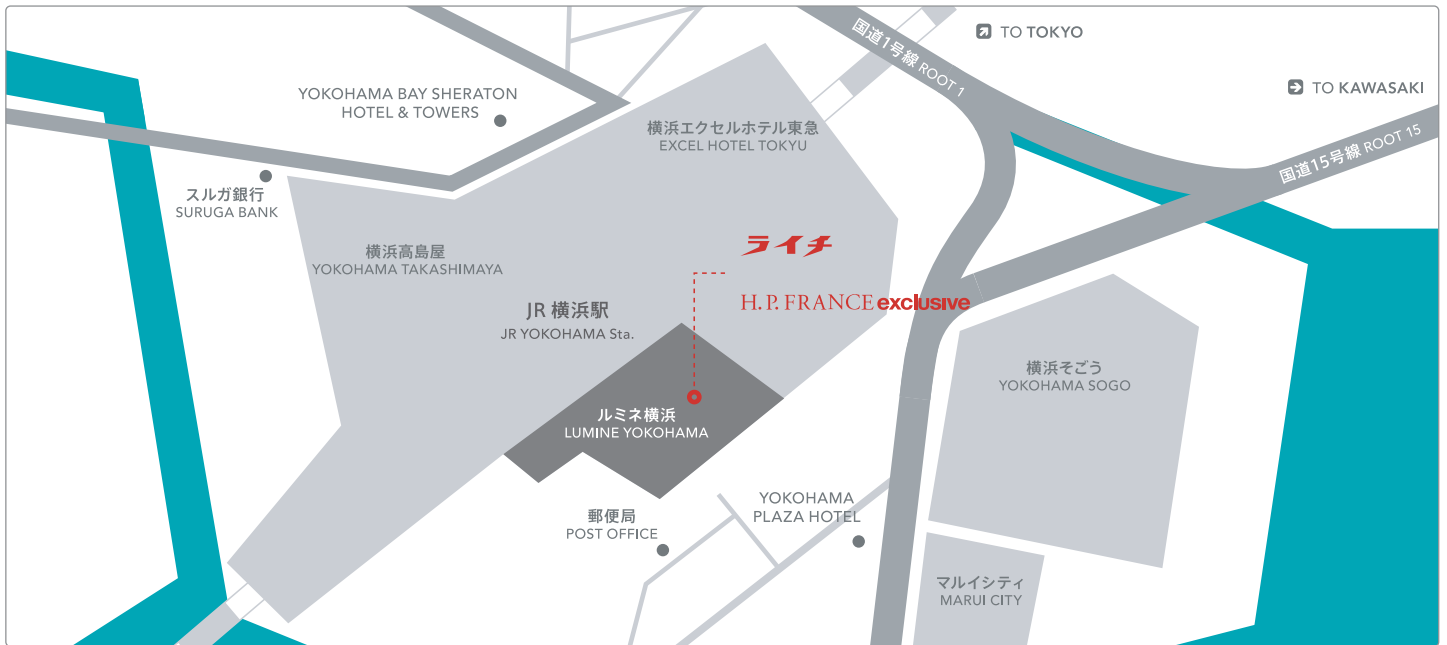 国道1号線 ROOT 1
TO TOKYO
TO KAWASAKI
YOKOHAMA BAY SHERATON
HOTEL & TOWERS
横浜エクセルホテル東急
EXCEL HOTEL TOKYU
国道15号線 ROOT 15
スルガ銀行
SURUGA BANK
横浜高島屋
YOKOHAMA TAKASHIMAYA
ライチ
H.P. FRANCE exclusive
JR 横浜駅
JR YOKOHAMA Sta.
横浜そごう
YOKOHAMA SOGO
ルミネ横浜
LUMINE YOKOHAMA
YOKOHAMA
PLAZA HOTEL
郵便局
POST OFFICE
マルイシティ
MARUI CITY